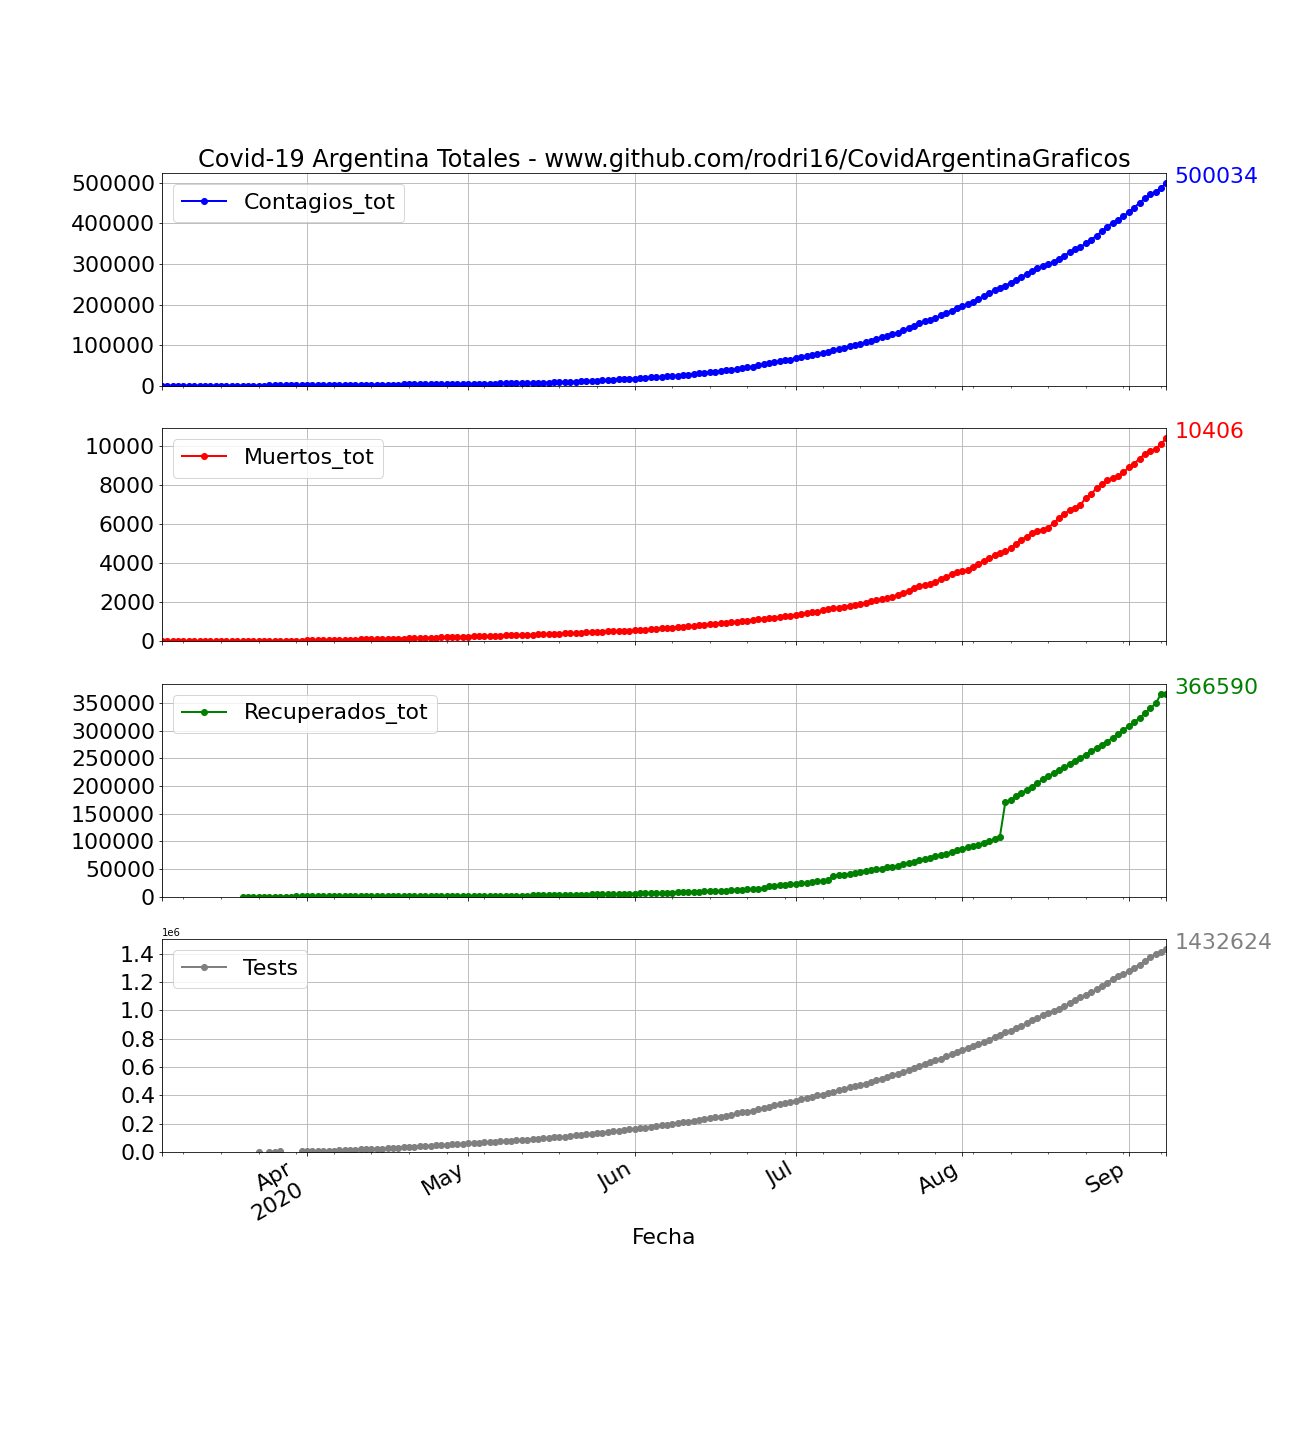 Covid-19 Argentina Totales - www.github.com/rodri16/CovidArgentinaGraficos
500034
500000
400000
300000
200000
100000
0
Contagios_tot
10406
10000
8000
6000
4000
2000
0
Muertos_tot
366590
350000
300000
250000
200000
150000
100000
50000
0
Recuperados_tot
1e6
1432624
1.4
1.2
1.0
0.8
0.6
0.4
0.2
0.0
Tests
Apr
2020
May
Jun
Jul
Aug
Sep
Fecha